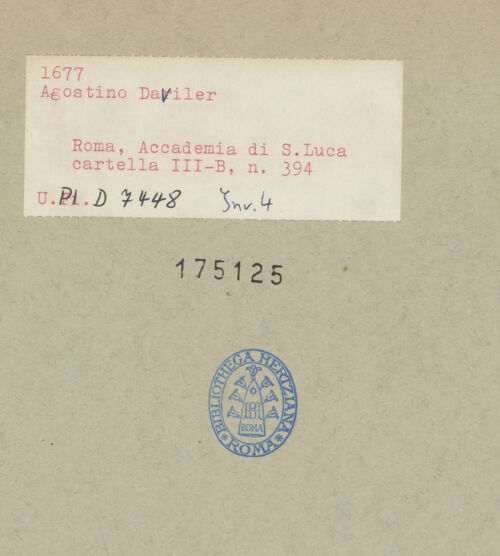 1677
Agostino Daviler
Roma, Accademia di S.Luca
cartella III-B, n. 394
U.Pl. D 7448 Inv. 4
175125
BIBLIOTHECA HERTZIANA
BH
ROMA
* ROMA *